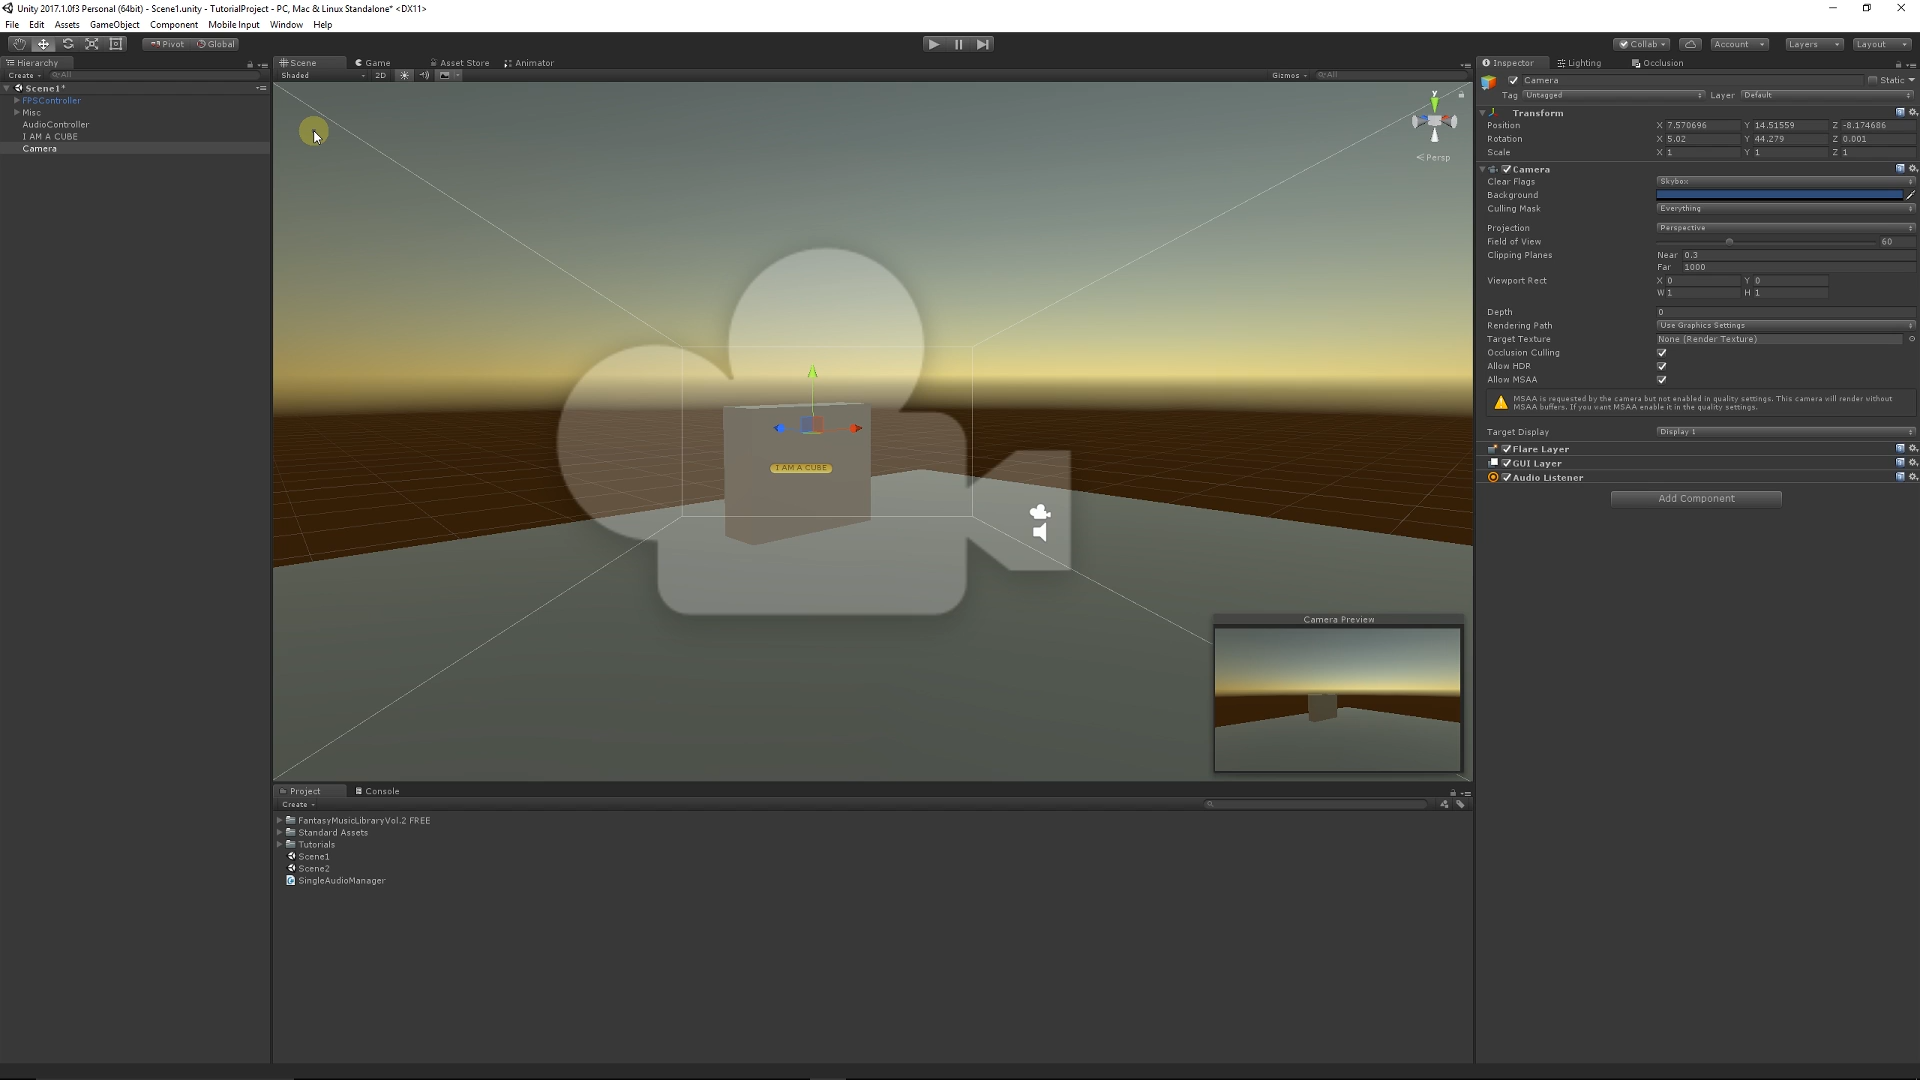 Unity 2017.1.0f3 Personal (64bit) - Scene1.unity - TutorialProject - PC, Mac & Linux Standalone* <DX11>
File Edit Assets GameObject Component Mobile Input Window Help
Pivot Global Collab Account Layers Layout
Hierarchy
Create All
Scene1*
FPSController
Misc
AudioController
I AM A CUBE
Camera
Scene Game Asset Store Animator
Shaded 2D Gizmos All
y
Persp
I AM A CUBE
Camera Preview
Project Console
Create
FantasyMusicLibraryVol.2 FREE
Standard Assets
Tutorials
Scene1
Scene2
SingleAudioManager
Inspector Lighting Occlusion
Camera Static
Tag Untagged Layer Default
Transform
Position X 7.570696 Y 14.51559 Z -8.174686
Rotation X 5.02 Y 44.279 Z 0.001
Scale X 1 Y 1 Z 1
Camera
Clear Flags Skybox
Background
Culling Mask Everything
Projection Perspective
Field of View 60
Clipping Planes Near 0.3
Far 1000
Viewport Rect X 0 Y 0
W 1 H 1
Depth 0
Rendering Path Use Graphics Settings
Target Texture None (Render Texture)
Occlusion Culling
Allow HDR
Allow MSAA
MSAA is requested by the camera but not enabled in quality settings. This camera will render without
MSAA buffers. If you want MSAA enable it in the quality settings.
Target Display Display 1
Flare Layer
GUI Layer
Audio Listener
Add Component